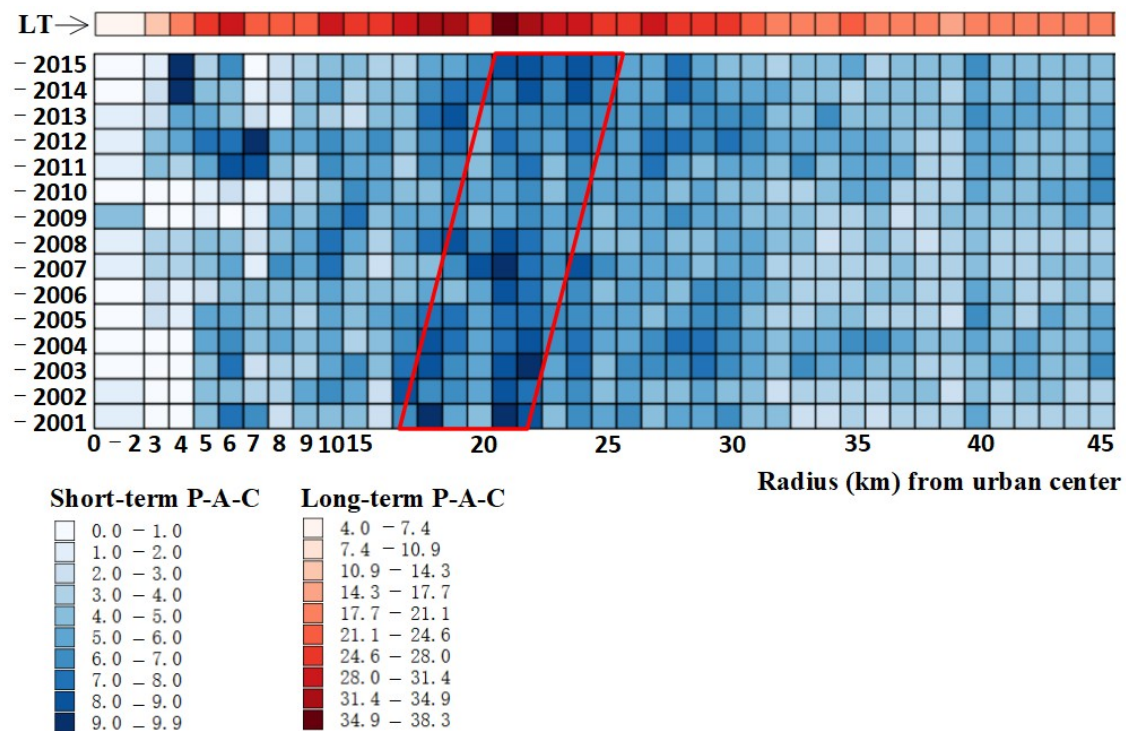 LT→
– 2015
– 2014
– 2013
– 2012
– 2011
– 2010
– 2009
– 2008
– 2007
– 2006
– 2005
– 2004
– 2003
– 2002
– 2001
0 – 2 3 4 5 6 7 8 9 10 15 20 25 30 35 40 45
Radius (km) from urban center
Short-term P-A-C
0.0 – 1.0
1.0 – 2.0
2.0 – 3.0
3.0 – 4.0
4.0 – 5.0
5.0 – 6.0
6.0 – 7.0
7.0 – 8.0
8.0 – 9.0
9.0 – 9.9
Long-term P-A-C
4.0 – 7.4
7.4 – 10.9
10.9 – 14.3
14.3 – 17.7
17.7 – 21.1
21.1 – 24.6
24.6 – 28.0
28.0 – 31.4
31.4 – 34.9
34.9 – 38.3